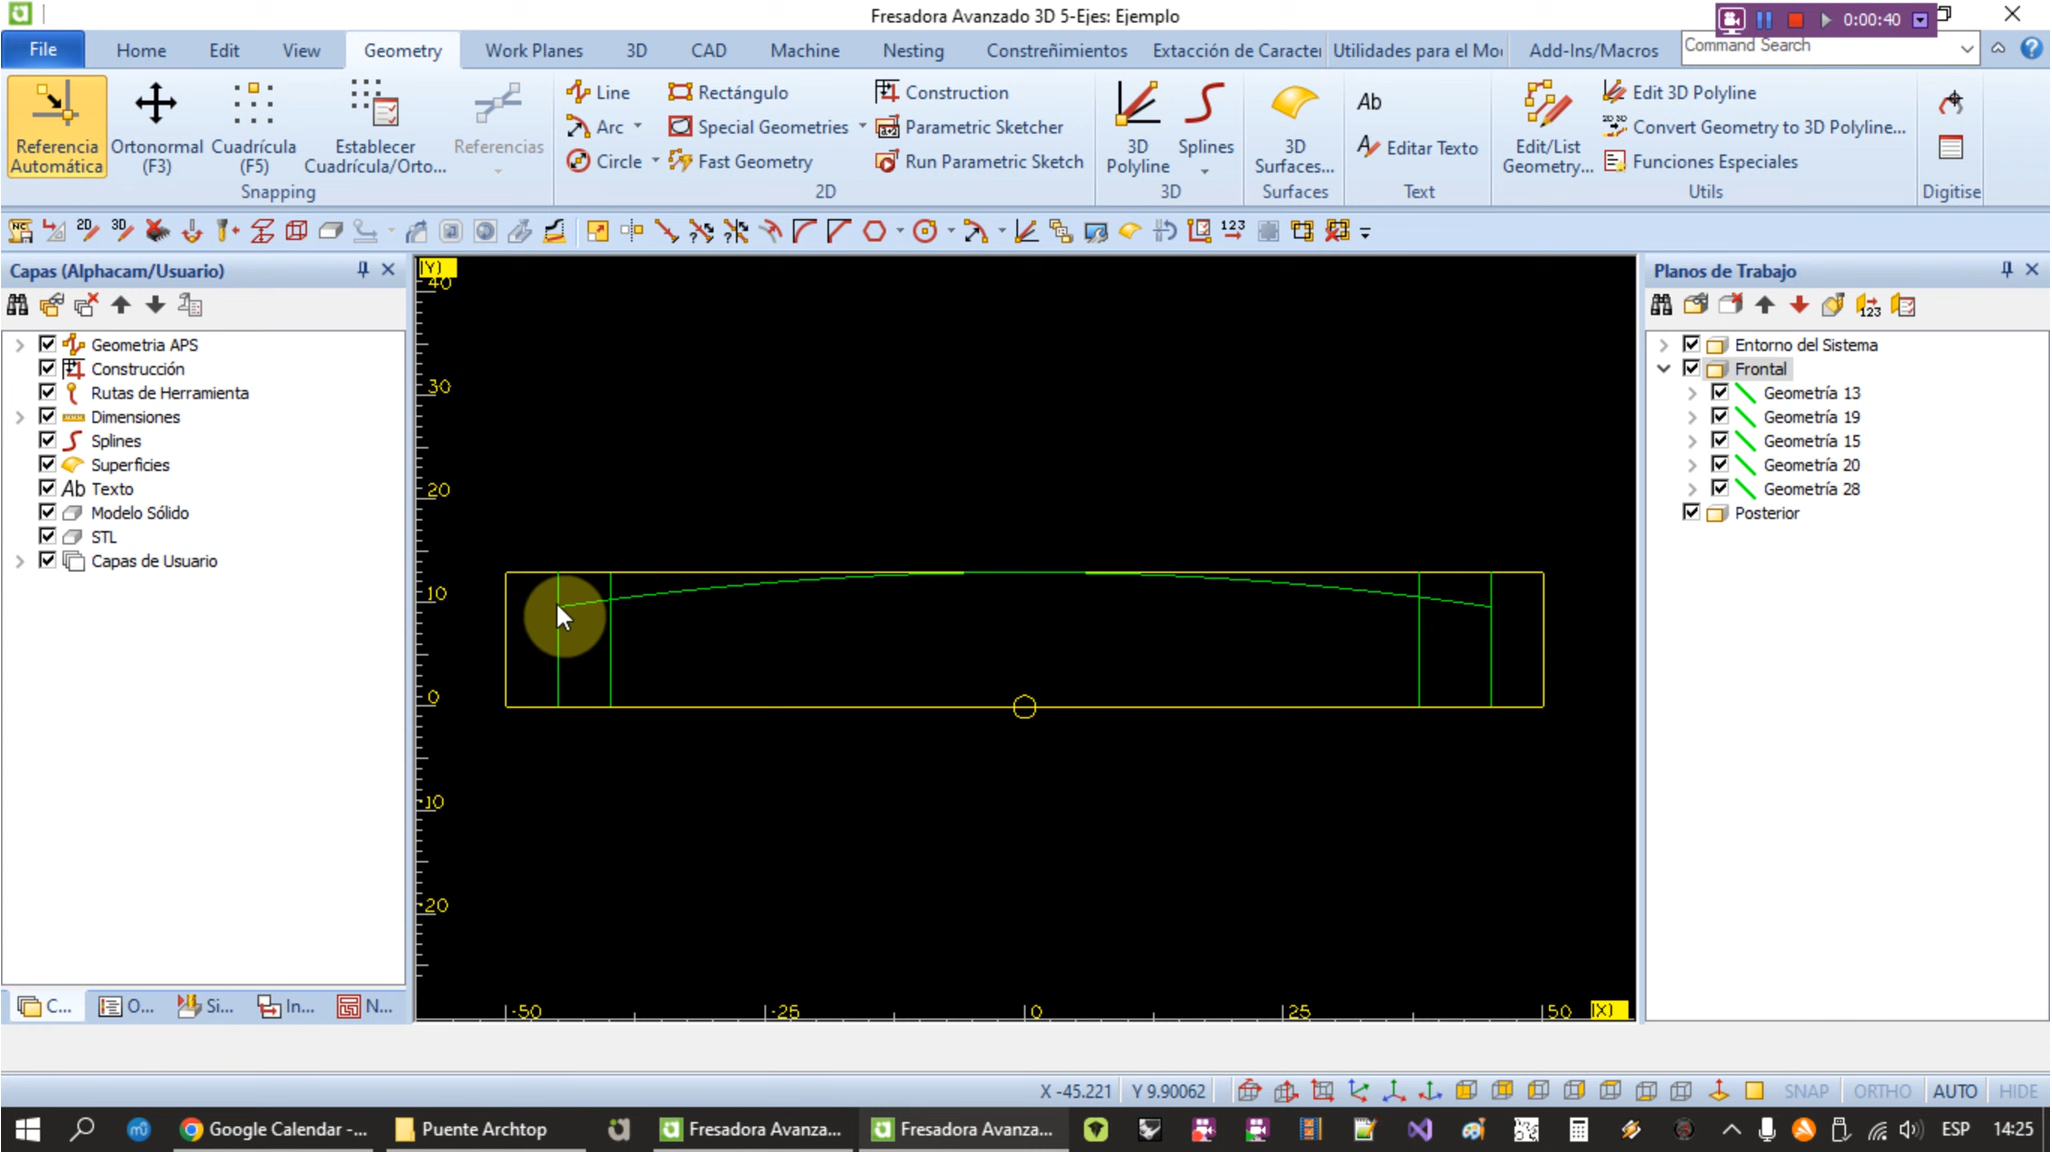 Fresadora Avanzado 3D 5-Ejes: Ejemplo
0:00:40
File Home Edit View Geometry Work Planes 3D CAD Machine Nesting Constreñimientos Extracción de Caracte Utilidades para el Mo Add-Ins/Macros Command Search
Referencia Automática
Ortonormal (F3)
Cuadrícula (F5)
Establecer Cuadrícula/Orto...
Referencias
Snapping
Line
Arc
Circle
Rectángulo
Special Geometries
Fast Geometry
Construction
Parametric Sketcher
Run Parametric Sketch
2D
3D Polyline
Splines
3D
3D Surfaces...
Surfaces
Ab
Editar Texto
Text
Edit/List Geometry...
Edit 3D Polyline
Convert Geometry to 3D Polyline...
Funciones Especiales
Utils
Digitise
NC 2D 3D 123
Capas (Alphacam/Usuario)
Geometria APS
Construcción
Rutas de Herramienta
Dimensiones
Splines
Superficies
Ab Texto
Modelo Sólido
STL
Capas de Usuario
C... O... Si... In... N...
(Y)
40
30
20
10
0
-10
-20
-50 -25 0 25 50 (X)
Planos de Trabajo
123
Entorno del Sistema
Frontal
Geometría 13
Geometría 19
Geometría 15
Geometría 20
Geometría 28
Posterior
X -45.221 Y 9.90062 SNAP ORTHO AUTO HIDE
Google Calendar -... Puente Archtop Fresadora Avanza... Fresadora Avanza... ESP 14:25